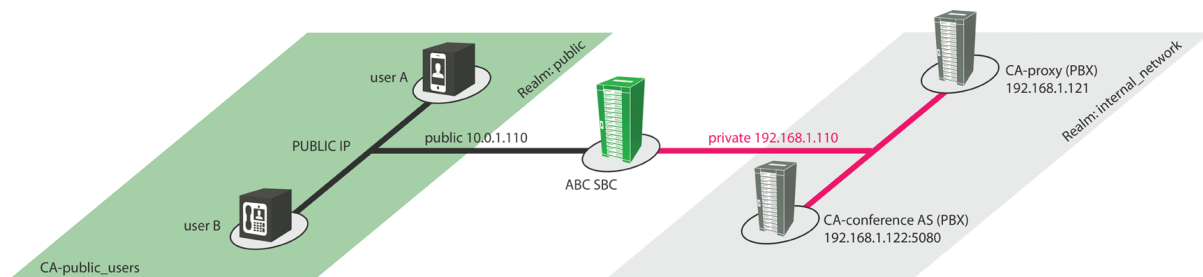 user A
Realm: public
PUBLIC IP
public 10.0.1.110
user B
CA-public_users
ABC SBC
private 192.168.1.110
CA-proxy (PBX)
192.168.1.121
Realm: internal_network
CA-conference AS (PBX)
192.168.1.122:5080